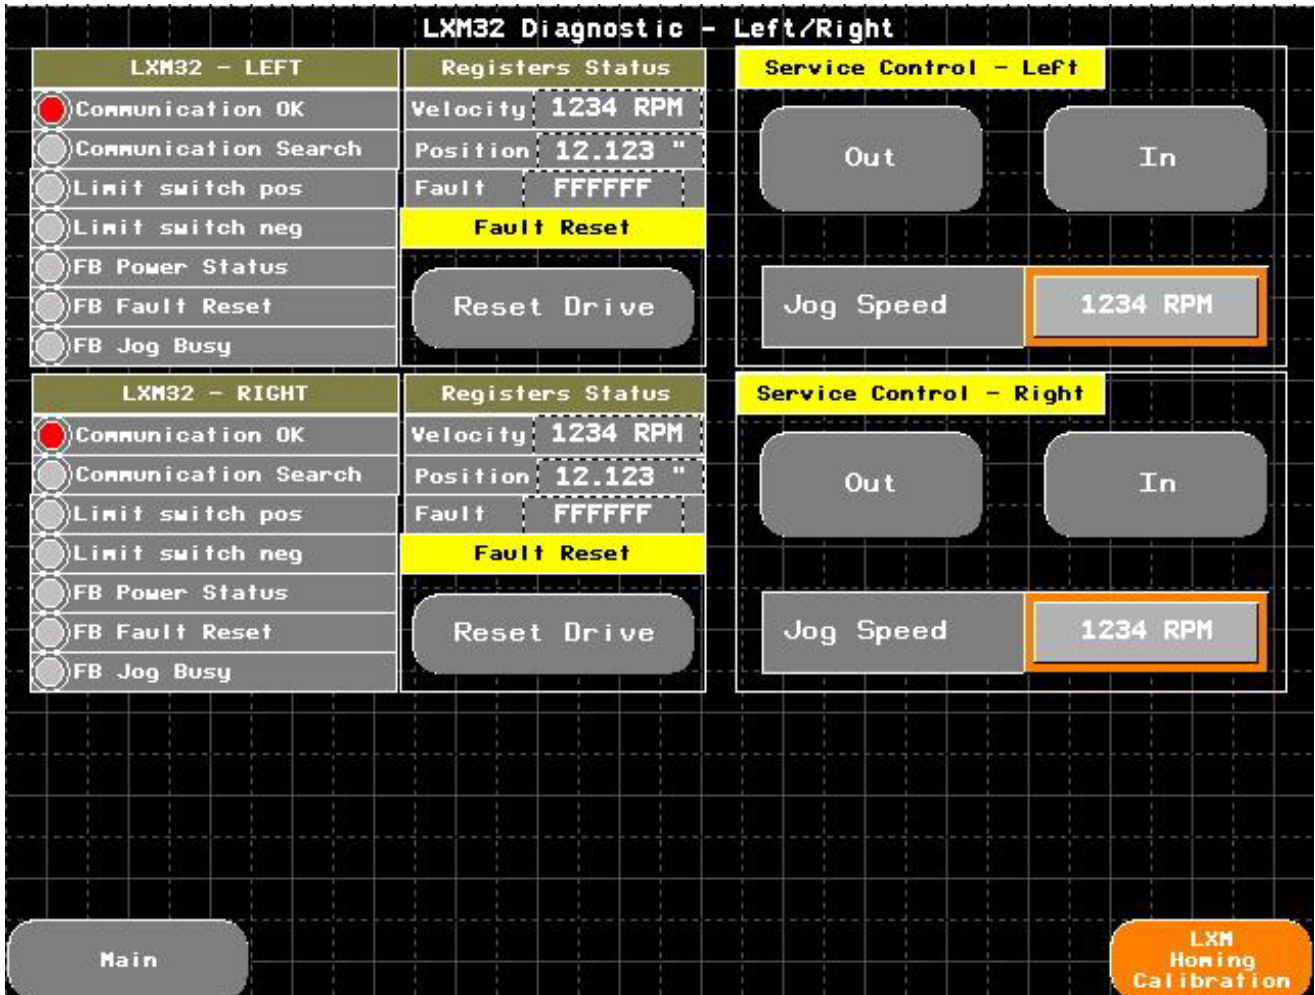 LXM32 Diagnostic - Left/Right
LXM32 - LEFT
Communication OK
Communication Search
Limit switch pos
Limit switch neg
FB Power Status
FB Fault Reset
FB Jog Busy
Registers Status
Velocity 1234 RPM
Position 12.123 "
Fault FFFFFF
Fault Reset
Reset Drive
Service Control - Left
Out In
Jog Speed 1234 RPM
LXM32 - RIGHT
Communication OK
Communication Search
Limit switch pos
Limit switch neg
FB Power Status
FB Fault Reset
FB Jog Busy
Registers Status
Velocity 1234 RPM
Position 12.123 "
Fault FFFFFF
Fault Reset
Reset Drive
Service Control - Right
Out In
Jog Speed 1234 RPM
Main
LXM
Homing
Calibration